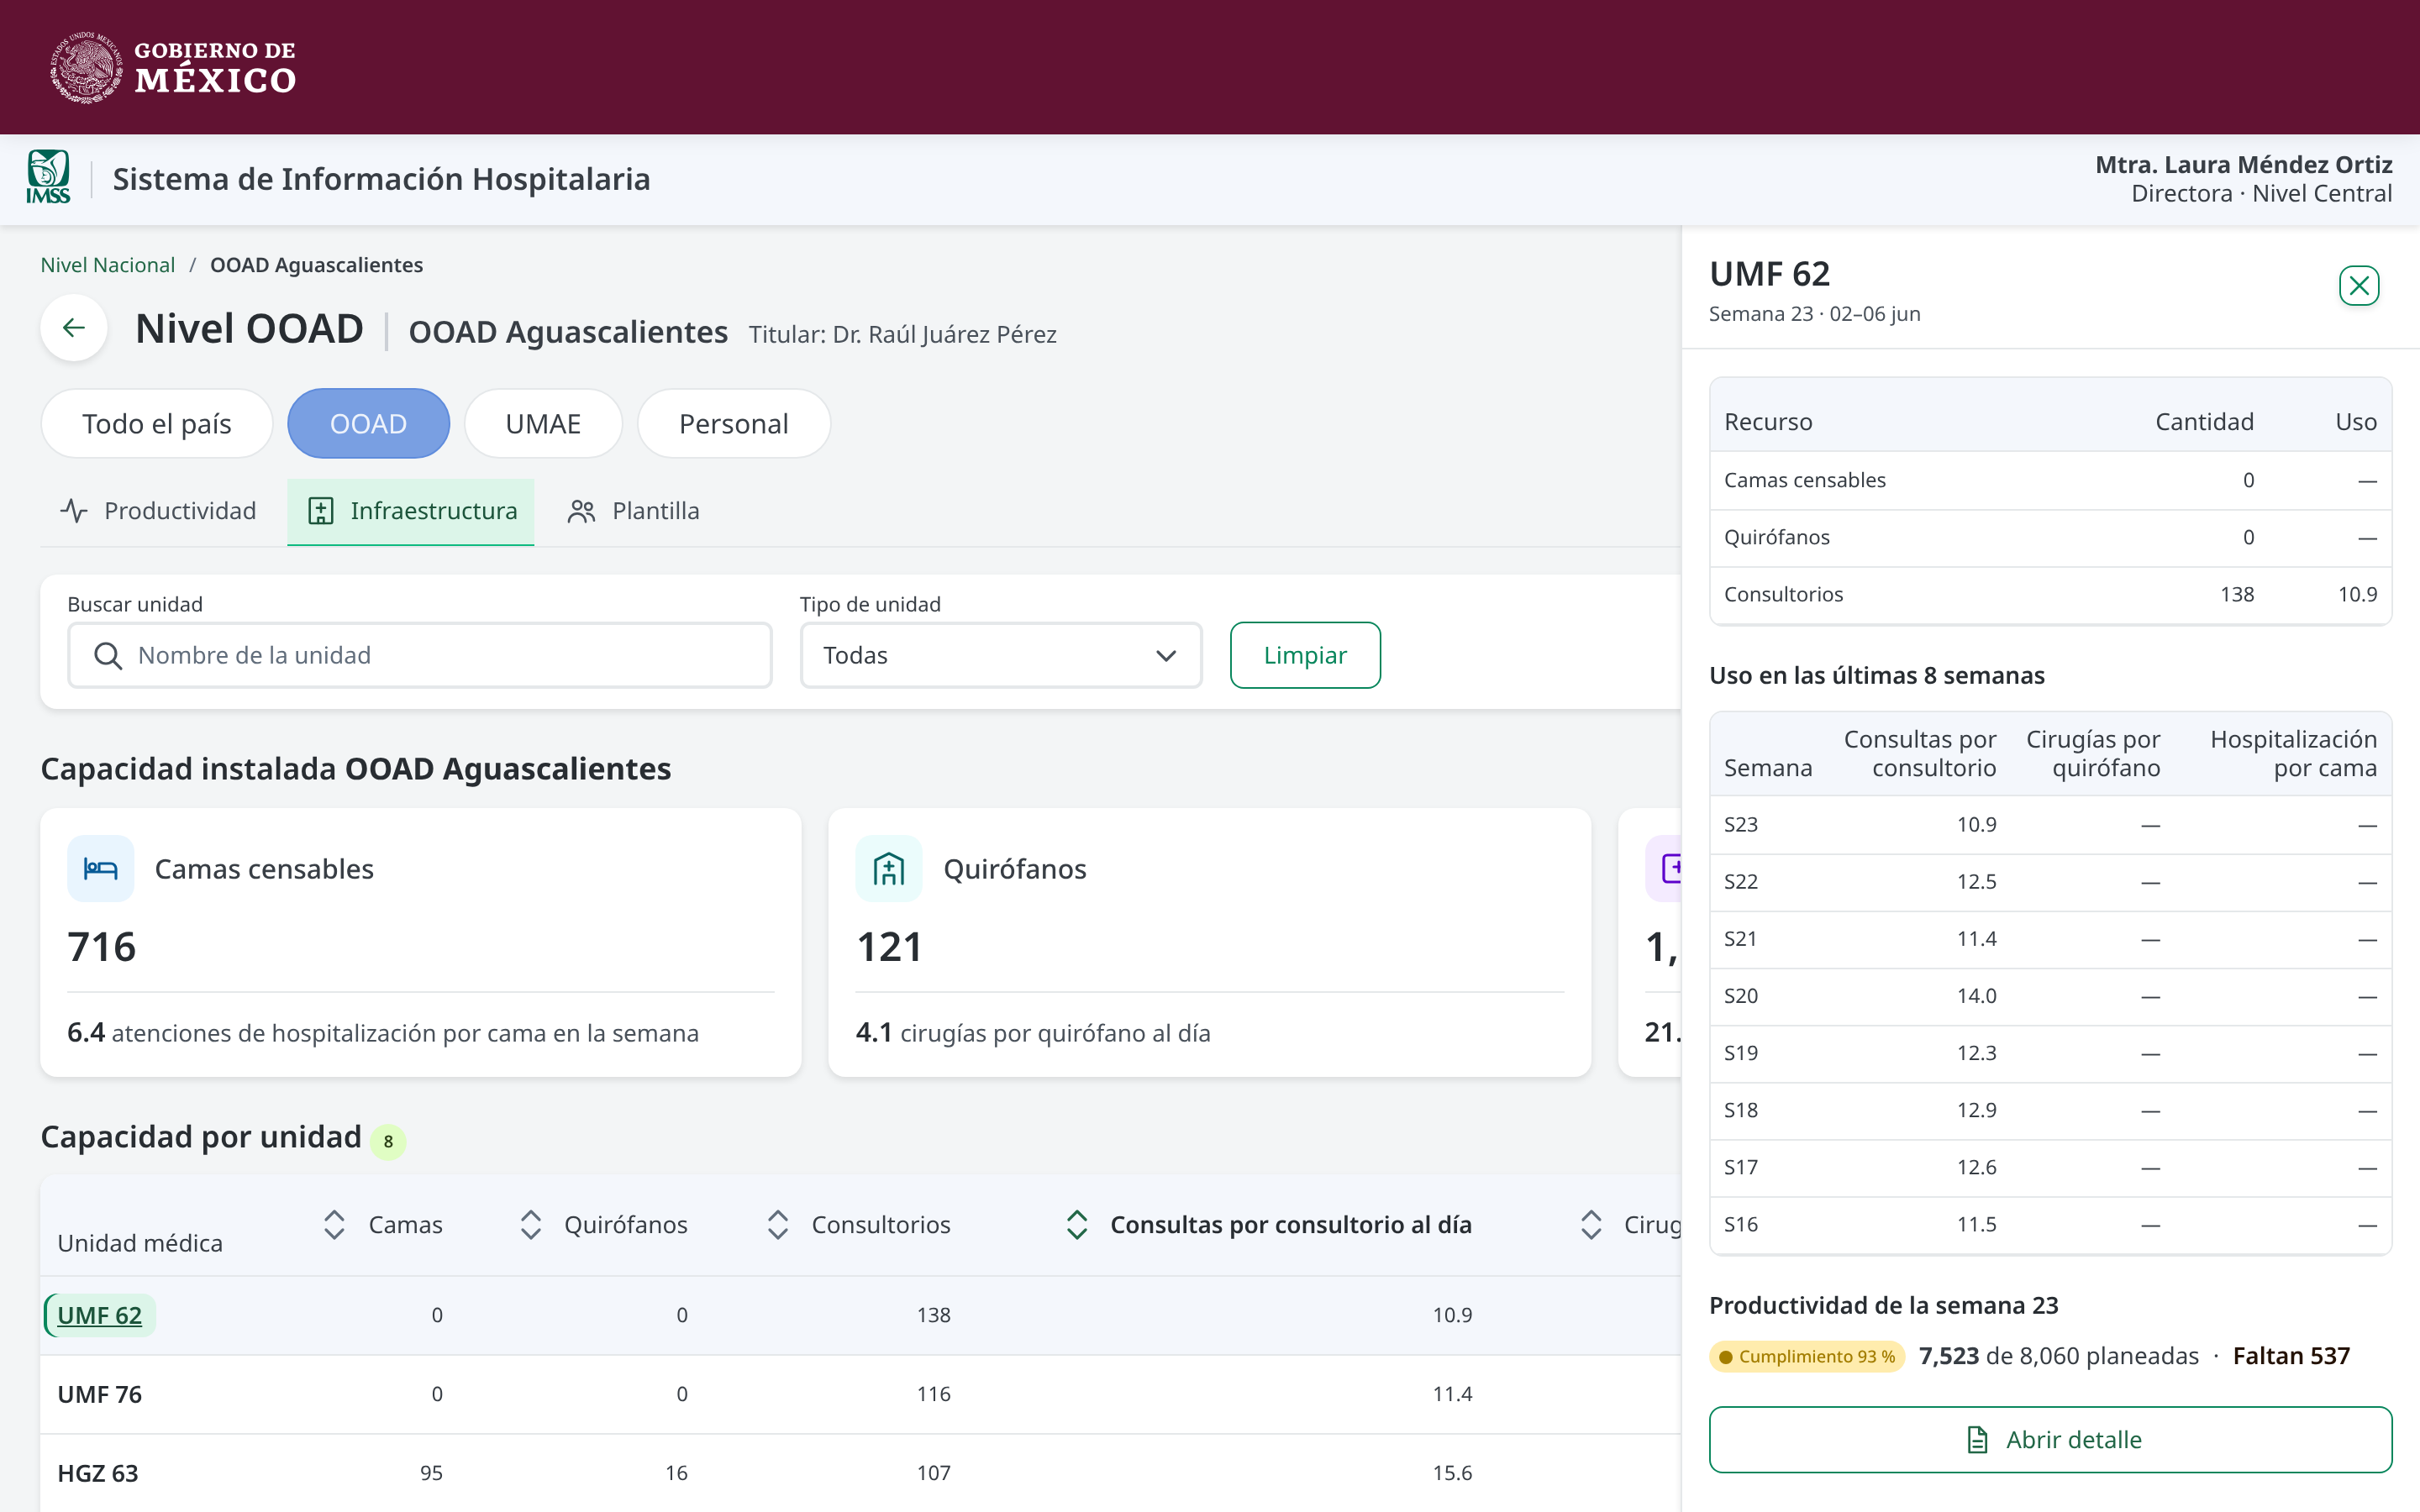 GOBIERNO DE
MÉXICO
IMSS
Sistema de Información Hospitalaria
Mtra. Laura Méndez Ortiz
Directora · Nivel Central
Nivel Nacional / OOAD Aguascalientes
Nivel OOAD | OOAD Aguascalientes Titular: Dr. Raúl Juárez Pérez
Todo el país OOAD UMAE Personal
Productividad Infraestructura Plantilla
Buscar unidad Tipo de unidad
Nombre de la unidad Todas Limpiar
Capacidad instalada OOAD Aguascalientes
Camas censables
716
6.4 atenciones de hospitalización por cama en la semana
Quirófanos
121
4.1 cirugías por quirófano al día
1,
21.
Capacidad por unidad 8
Unidad médica Camas Quirófanos Consultorios Consultas por consultorio al día Cirug
UMF 62 0 0 138 10.9
UMF 76 0 0 116 11.4
HGZ 63 95 16 107 15.6
UMF 62
Semana 23 · 02–06 jun
Recurso Cantidad Uso
Camas censables 0 —
Quirófanos 0 —
Consultorios 138 10.9
Uso en las últimas 8 semanas
Semana Consultas por consultorio Cirugías por quirófano Hospitalización por cama
S23 10.9 — —
S22 12.5 — —
S21 11.4 — —
S20 14.0 — —
S19 12.3 — —
S18 12.9 — —
S17 12.6 — —
S16 11.5 — —
Productividad de la semana 23
Cumplimiento 93 % 7,523 de 8,060 planeadas · Faltan 537
Abrir detalle